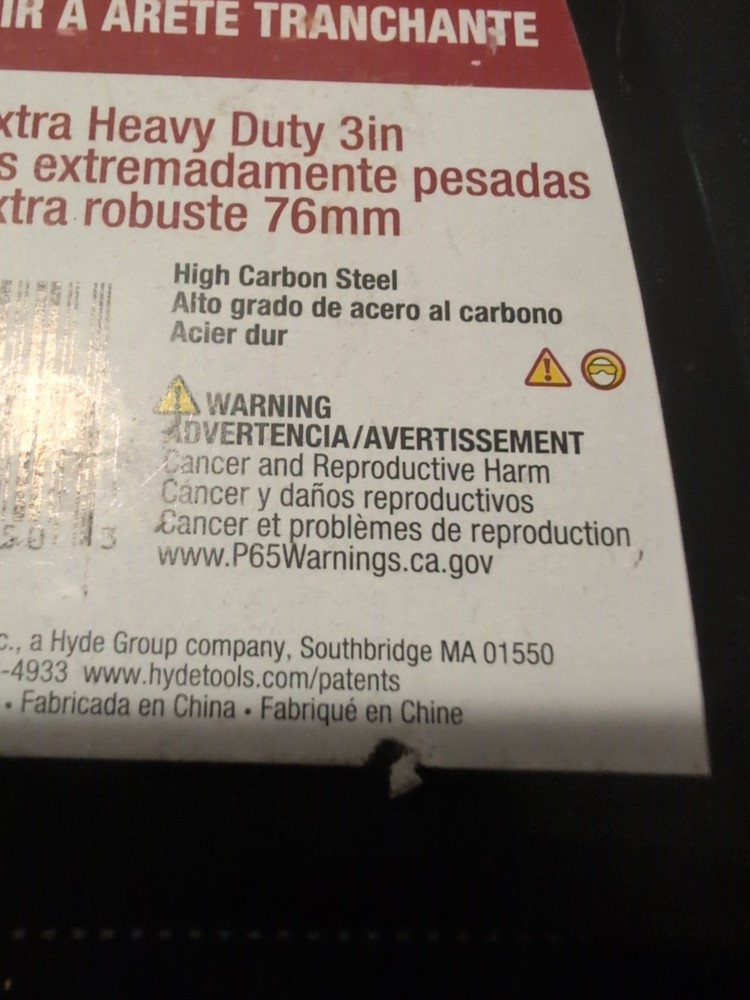 IR À ARÊTE TRANCHANTE
xtra Heavy Duty 3in
s extremadamente pesadas
xtra robuste 76mm
High Carbon Steel
Alto grado de acero al carbono
Acier dur
WARNING
ADVERTENCIA/AVERTISSEMENT
Cancer and Reproductive Harm
Cáncer y daños reproductivos
Cancer et problèmes de reproduction
www.P65Warnings.ca.gov
c., a Hyde Group company, Southbridge MA 01550
-4933 www.hydetools.com/patents
• Fabricada en China • Fabriqué en Chine